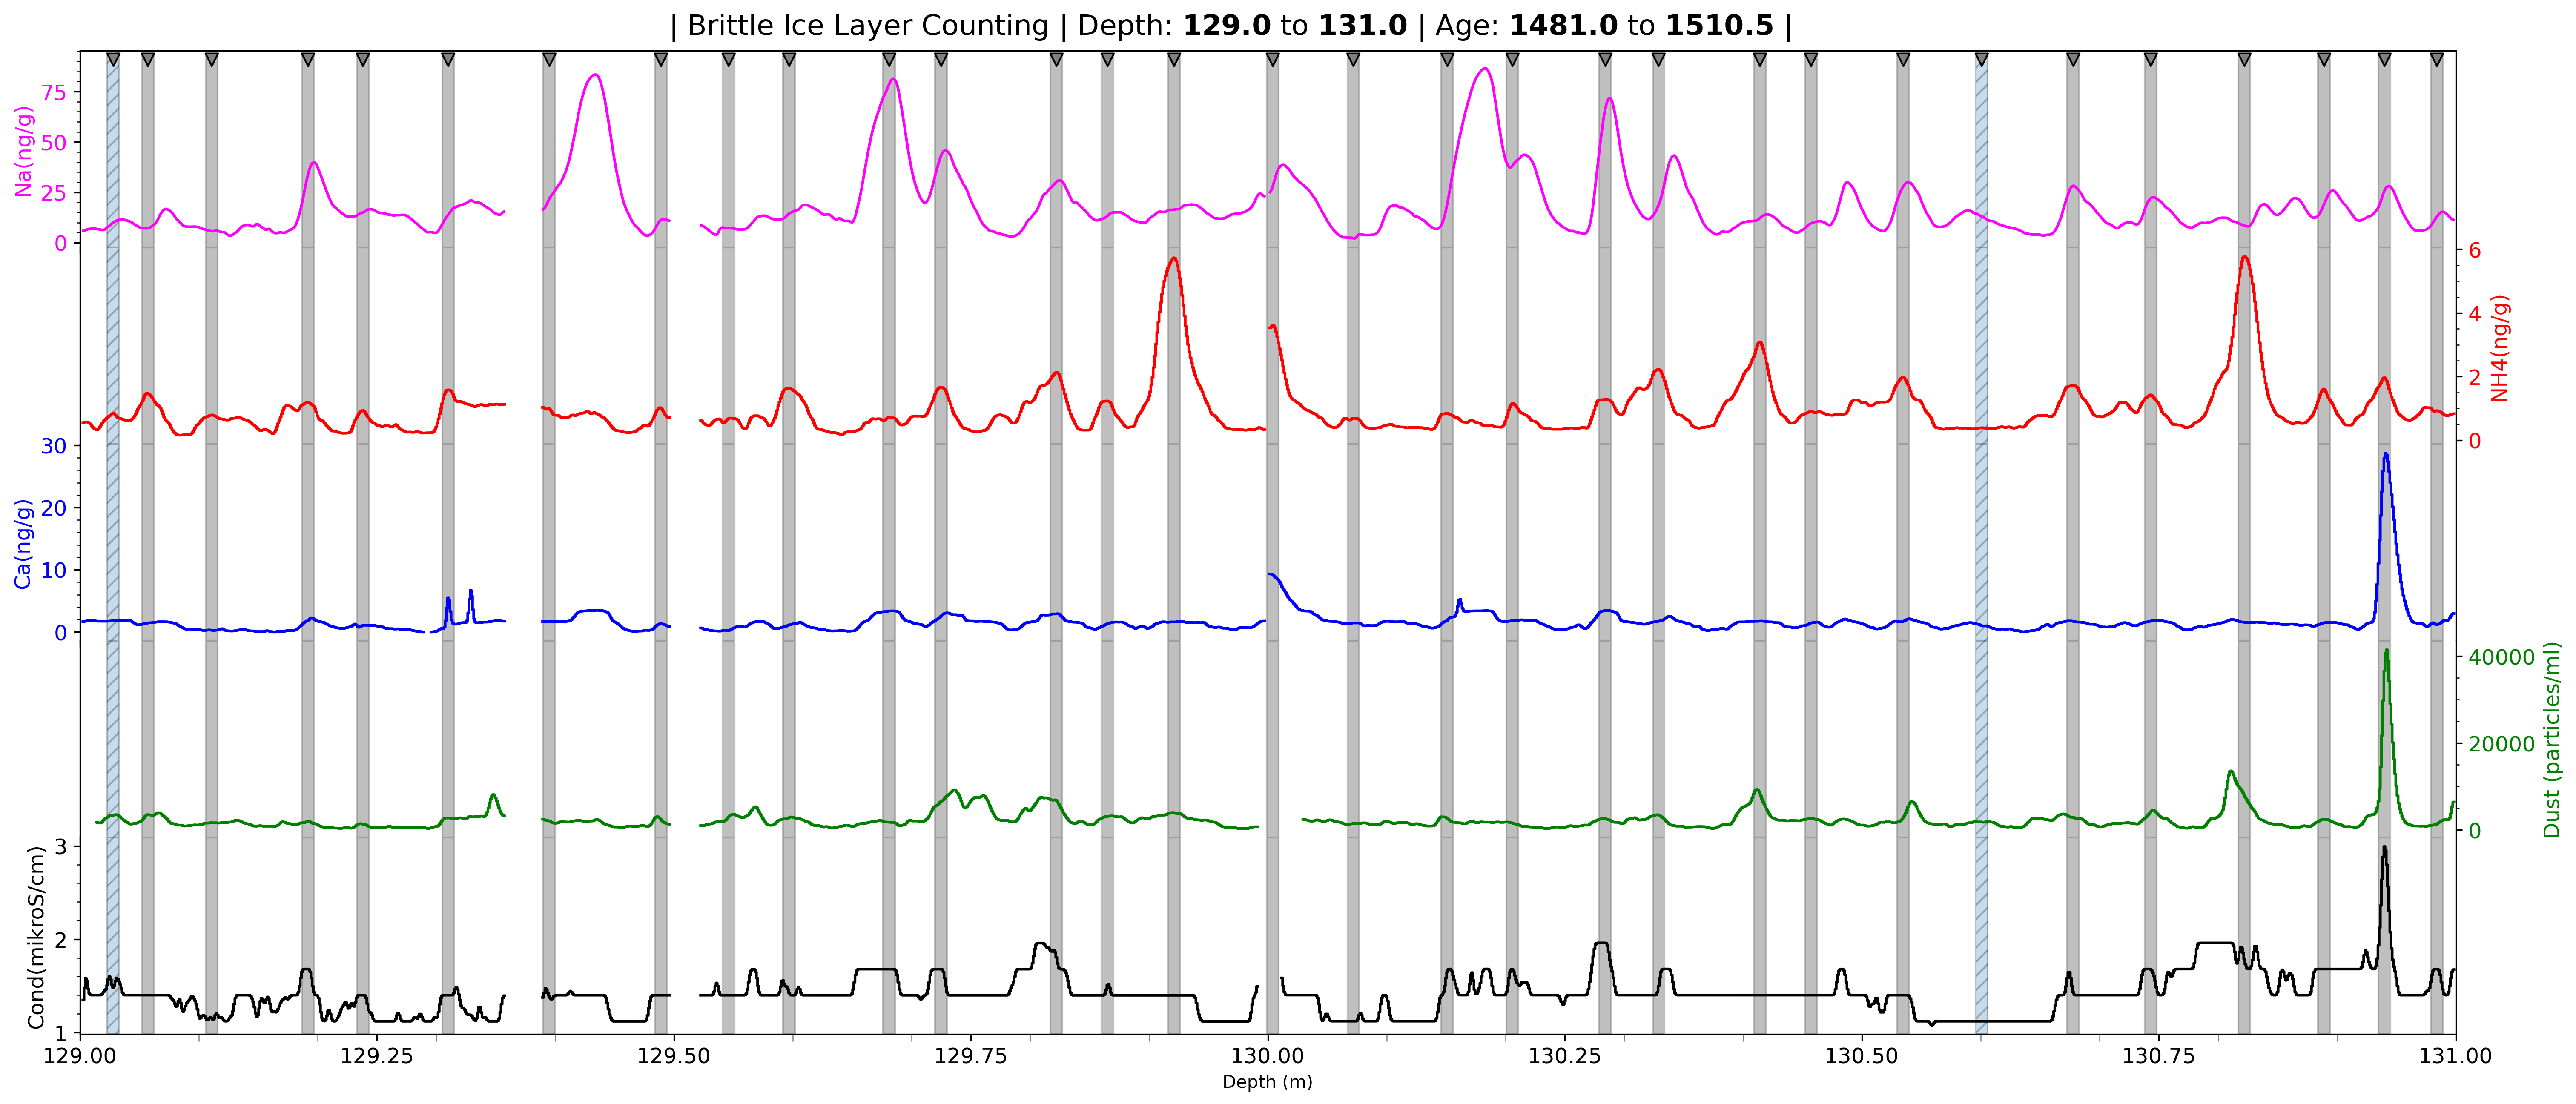 | Brittle Ice Layer Counting | Depth: 129.0 to 131.0 | Age: 1481.0 to 1510.5 |
Na(ng/g)
75
50
25
0
NH4(ng/g)
6
4
2
0
Ca(ng/g)
30
20
10
0
Dust (particles/ml)
40000
20000
0
Cond(mikroS/cm)
3
2
1
129.00 129.25 129.50 129.75 130.00 130.25 130.50 130.75 131.00
Depth (m)